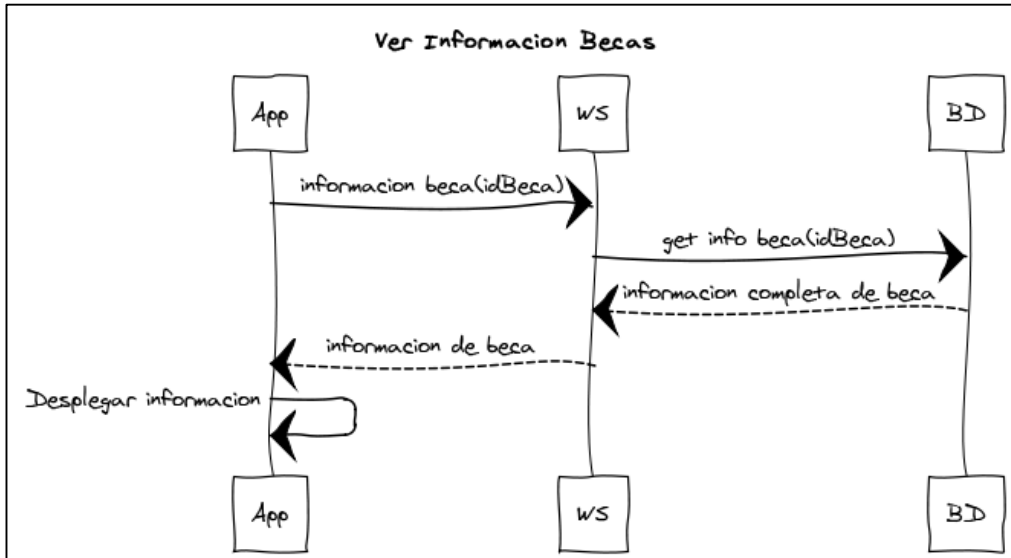 Ver Informacion Becas
App
WS
BD
informacion beca(idBeca)
get info beca(idBeca)
informacion completa de beca
informacion de beca
Desplegar informacion
App
WS
BD